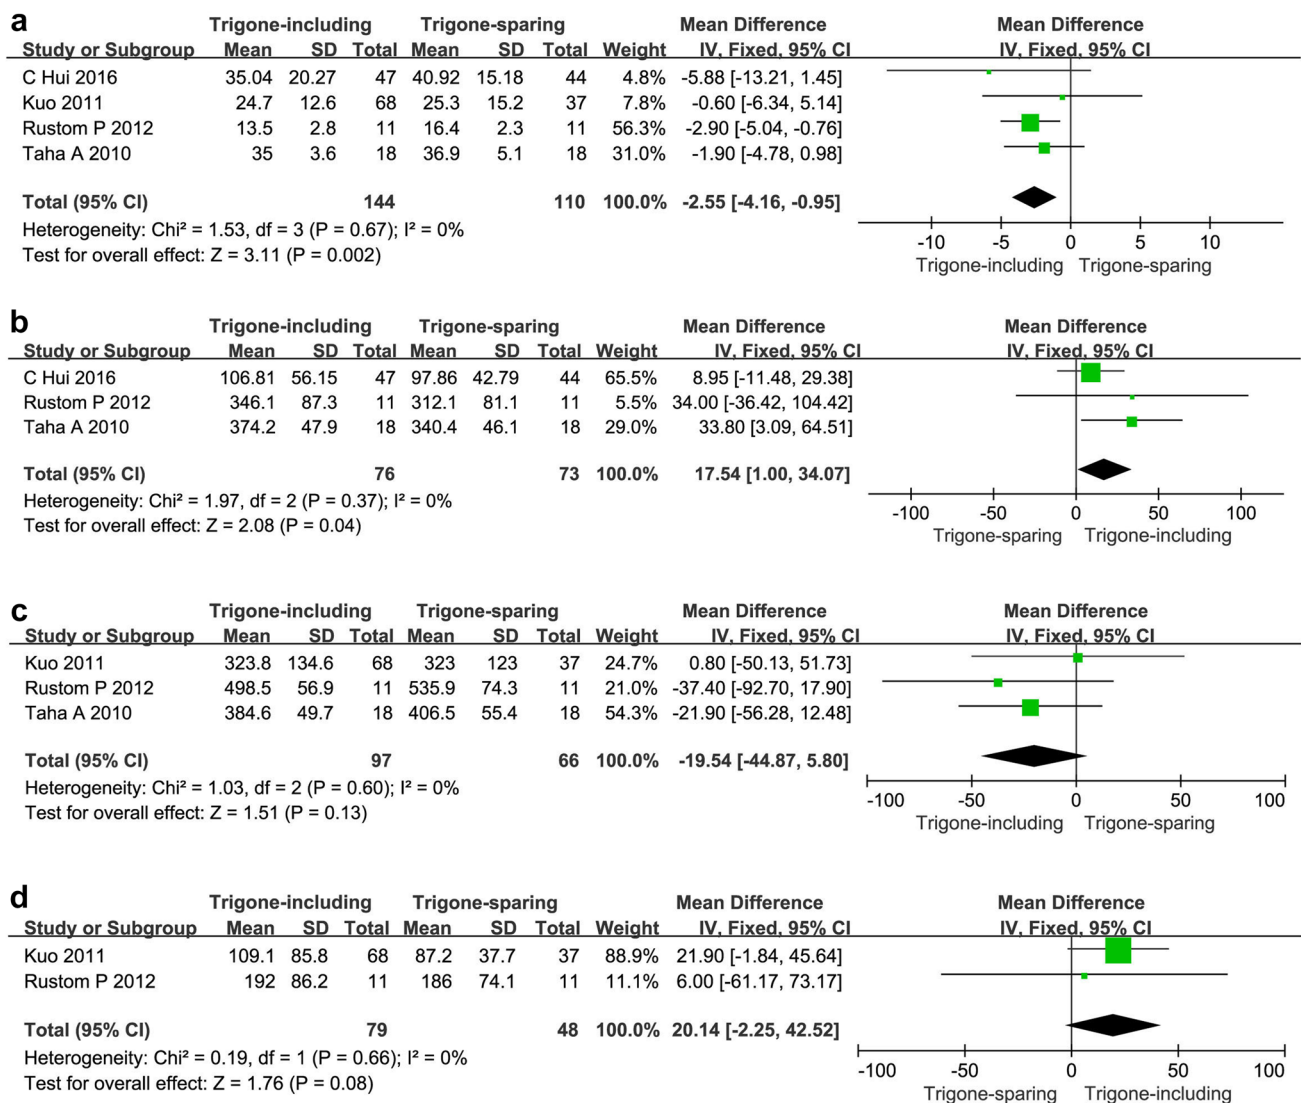 a
Trigone-including Trigone-sparing Mean Difference Mean Difference
Study or Subgroup Mean SD Total Mean SD Total Weight IV, Fixed, 95% CI IV, Fixed, 95% CI
C Hui 2016 35.04 20.27 47 40.92 15.18 44 4.8% -5.88 [-13.21, 1.45]
Kuo 2011 24.7 12.6 68 25.3 15.2 37 7.8% -0.60 [-6.34, 5.14]
Rustom P 2012 13.5 2.8 11 16.4 2.3 11 56.3% -2.90 [-5.04, -0.76]
Taha A 2010 35 3.6 18 36.9 5.1 18 31.0% -1.90 [-4.78, 0.98]
Total (95% CI) 144 110 100.0% -2.55 [-4.16, -0.95]
Heterogeneity: Chi² = 1.53, df = 3 (P = 0.67); I² = 0%
Test for overall effect: Z = 3.11 (P = 0.002)
-10 -5 0 5 10
Trigone-including Trigone-sparing
b
Trigone-including Trigone-sparing Mean Difference Mean Difference
Study or Subgroup Mean SD Total Mean SD Total Weight IV, Fixed, 95% CI IV, Fixed, 95% CI
C Hui 2016 106.81 56.15 47 97.86 42.79 44 65.5% 8.95 [-11.48, 29.38]
Rustom P 2012 346.1 87.3 11 312.1 81.1 11 5.5% 34.00 [-36.42, 104.42]
Taha A 2010 374.2 47.9 18 340.4 46.1 18 29.0% 33.80 [3.09, 64.51]
Total (95% CI) 76 73 100.0% 17.54 [1.00, 34.07]
Heterogeneity: Chi² = 1.97, df = 2 (P = 0.37); I² = 0%
Test for overall effect: Z = 2.08 (P = 0.04)
-100 -50 0 50 100
Trigone-sparing Trigone-including
c
Trigone-including Trigone-sparing Mean Difference Mean Difference
Study or Subgroup Mean SD Total Mean SD Total Weight IV, Fixed, 95% CI IV, Fixed, 95% CI
Kuo 2011 323.8 134.6 68 323 123 37 24.7% 0.80 [-50.13, 51.73]
Rustom P 2012 498.5 56.9 11 535.9 74.3 11 21.0% -37.40 [-92.70, 17.90]
Taha A 2010 384.6 49.7 18 406.5 55.4 18 54.3% -21.90 [-56.28, 12.48]
Total (95% CI) 97 66 100.0% -19.54 [-44.87, 5.80]
Heterogeneity: Chi² = 1.03, df = 2 (P = 0.60); I² = 0%
Test for overall effect: Z = 1.51 (P = 0.13)
-100 -50 0 50 100
Trigone-including Trigone-sparing
d
Trigone-including Trigone-sparing Mean Difference Mean Difference
Study or Subgroup Mean SD Total Mean SD Total Weight IV, Fixed, 95% CI IV, Fixed, 95% CI
Kuo 2011 109.1 85.8 68 87.2 37.7 37 88.9% 21.90 [-1.84, 45.64]
Rustom P 2012 192 86.2 11 186 74.1 11 11.1% 6.00 [-61.17, 73.17]
Total (95% CI) 79 48 100.0% 20.14 [-2.25, 42.52]
Heterogeneity: Chi² = 0.19, df = 1 (P = 0.66); I² = 0%
Test for overall effect: Z = 1.76 (P = 0.08)
-100 -50 0 50 100
Trigone-sparing Trigone-including